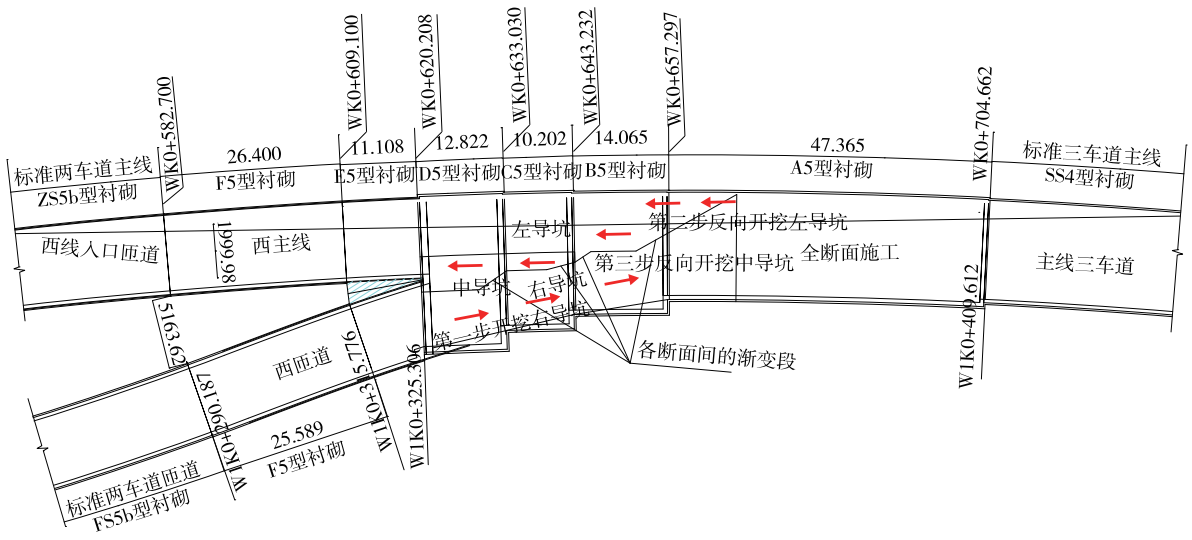 WK0+582.700
WK0+609.100
WK0+620.208
WK0+633.030
WK0+643.232
WK0+657.297
WK0+704.662
标准两车道主线
ZS5b型衬砌
26.400
F5型衬砌
11.108
E5型衬砌
12.822
D5型衬砌
10.202
C5型衬砌
14.065
B5型衬砌
47.365
A5型衬砌
标准三车道主线
SS4型衬砌
西线入口匝道
1999.98
西主线
左导坑
第二步反向开挖左导坑
第三步反向开挖中导坑
全断面施工
主线三车道
中导坑
右导坑
第一步开挖右导坑
各断面间的渐变段
5163.62
西匝道
W1K0+290.187
W1K0+315.776
W1K0+325.306
W1K0+409.612
25.589
F5型衬砌
标准两车道匝道
FS5b型衬砌